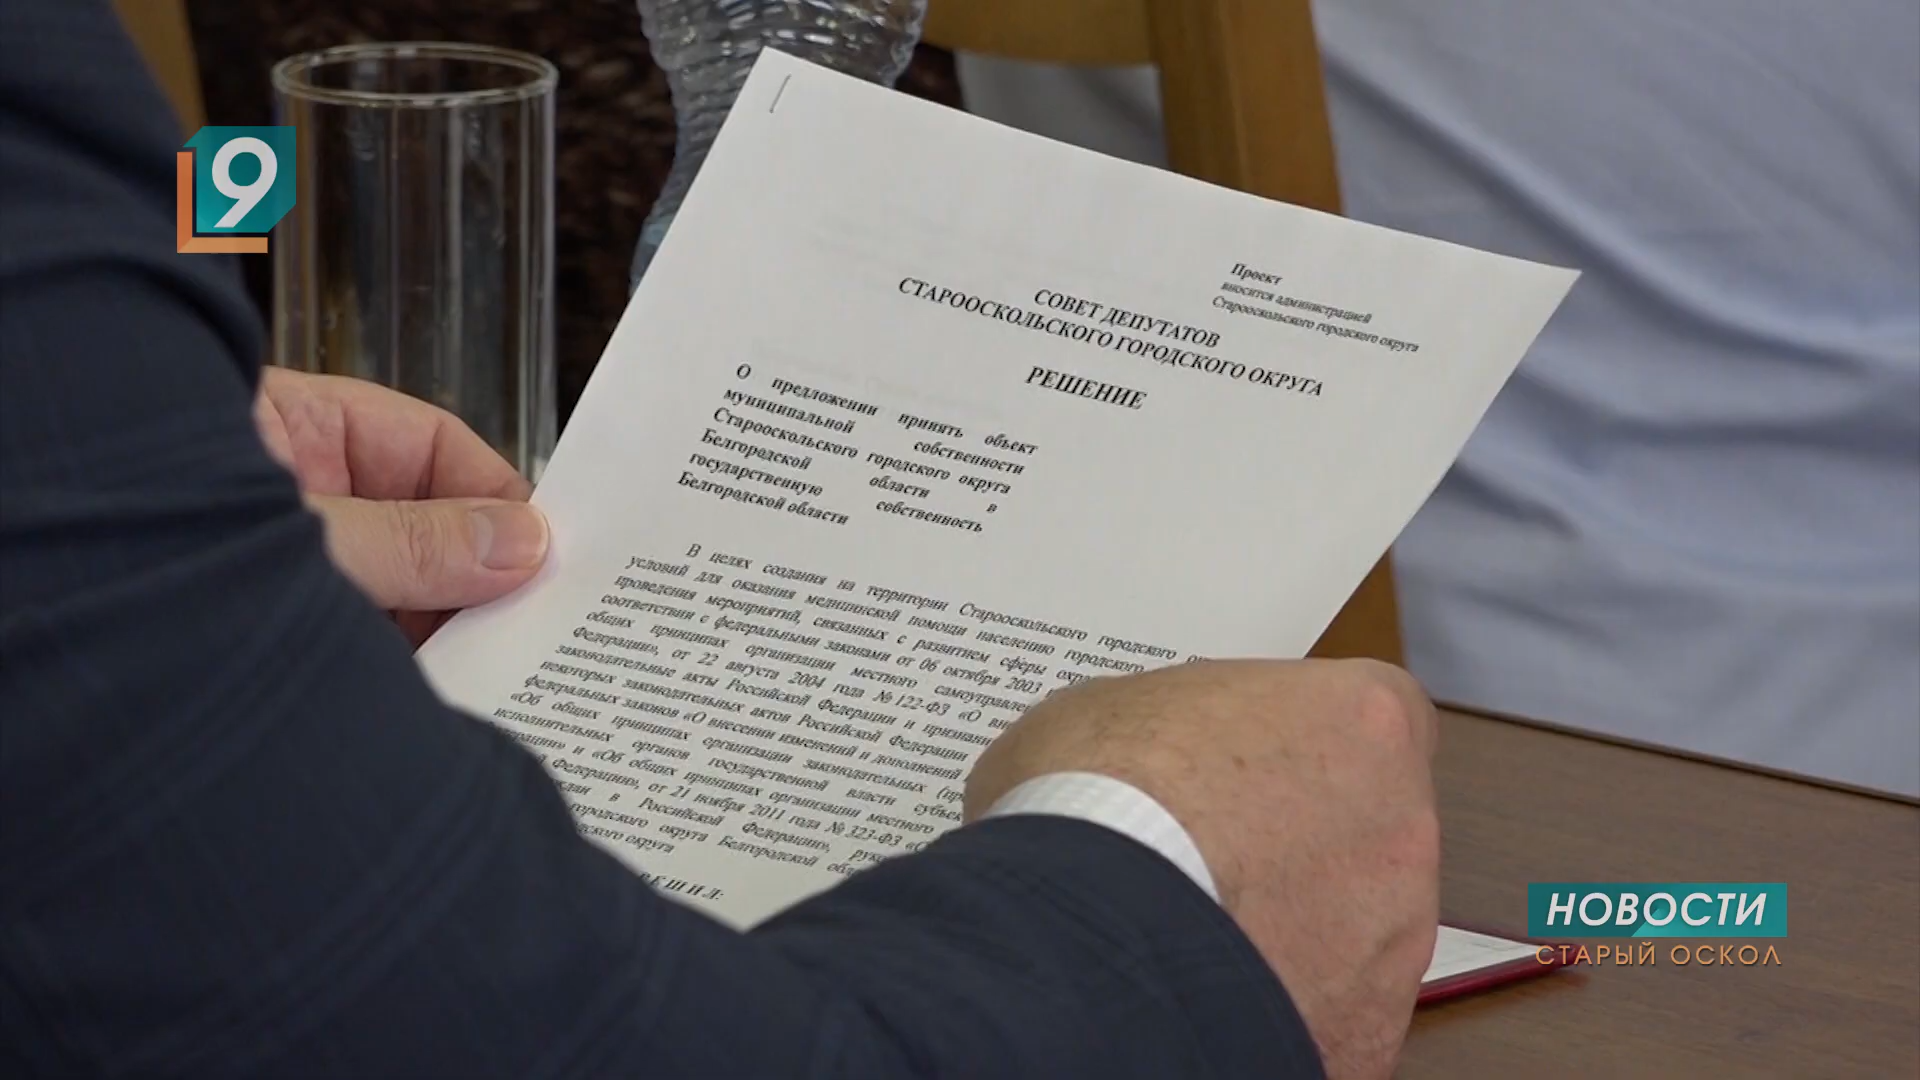 9
Проект
вносится администрацией
Старооскольского городского округа
СОВЕТ ДЕПУТАТОВ
СТАРООСКОЛЬСКОГО ГОРОДСКОГО ОКРУГА
РЕШЕНИЕ
О предложении принять объект
муниципальной собственности
Старооскольского городского округа
Белгородской области в
государственную собственность
Белгородской области
В целях создания на территории Старооскольского городского
условий для оказания медицинской помощи населению городского
проведения мероприятий, связанных с развитием сферы
соответствии с федеральными законами от 06 октября 2003
общих принципах организации местного
Федерации», от 22 августа 2004 года № 122-ФЗ «О
законодательные акты Российской Федерации и
некоторых законодательных актов Российской Федерации
федеральных законов «О внесении изменений и дополнений
«Об общих принципах организации законодательных
исполнительных органов государственной власти
и «Об общих принципах организации местного
Федерации», от 21 ноября 2011 года № 323-ФЗ
в Российской Федерации»,
городского округа Белгородской
округа
НОВОСТИ
СТАРЫЙ ОСКОЛ